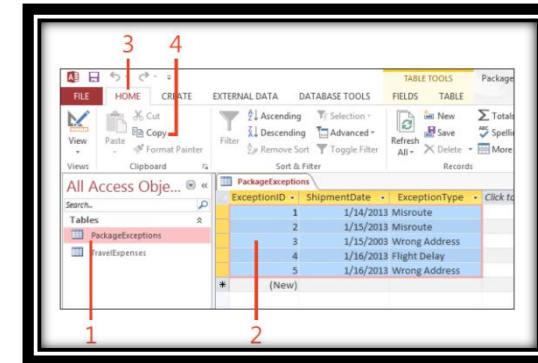 3 4
TABLE TOOLS Package
FILE HOME CREATE EXTERNAL DATA DATABASE TOOLS FIELDS TABLE
View
Paste
Cut
Copy
Format Painter
Filter
Ascending
Descending
Remove Sort
Selection
Advanced
Toggle Filter
Refresh
All
New
Save
Delete
Totals
Spelli
More
Views Clipboard Sort & Filter Records
All Access Obje...
Search..
Tables
PackageExceptions
TravelExpenses
PackageExceptions
ExceptionID ShipmentDate ExceptionType Click to
1 1/14/2013 Misroute
2 1/15/2013 Misroute
3 1/15/2003 Wrong Address
4 1/16/2013 Flight Delay
5 1/16/2013 Wrong Address
(New)
1 2